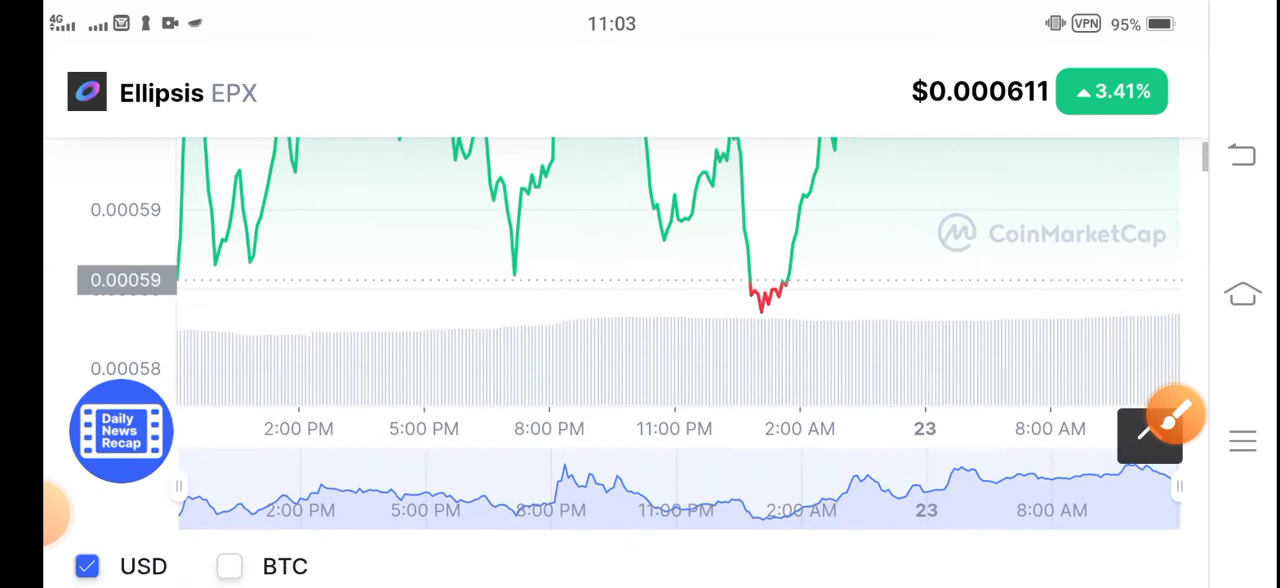 4G 11:03 VPN 95%
Ellipsis EPX $0.000611 3.41%
0.00059
CoinMarketCap
0.00059
0.00058
Daily
News
Recap
2:00 PM 5:00 PM 8:00 PM 11:00 PM 2:00 AM 23 8:00 AM
2:00 PM 5:00 PM 8:00 PM 11:00 PM 2:00 AM 23 8:00 AM
USD BTC